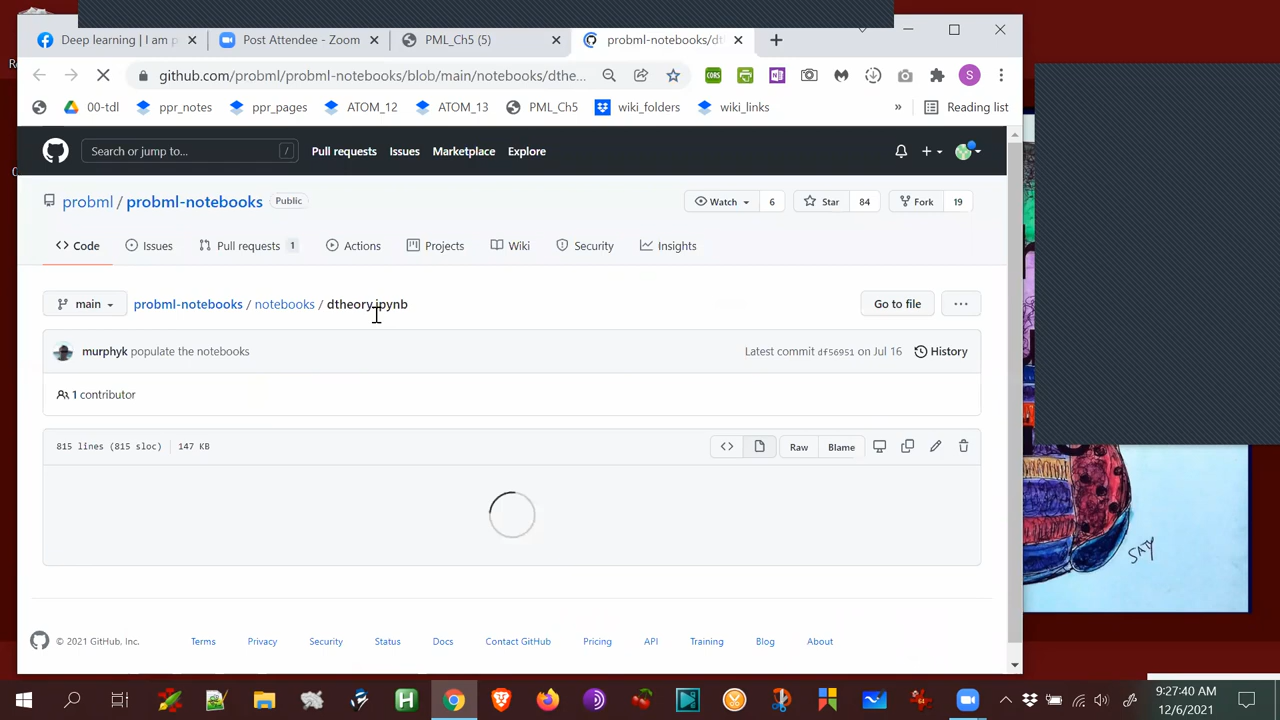 Deep learning | I am p
Post Attendee - Zoom
PML_Ch5 (5)
probml-notebooks/dt
github.com/probml/probml-notebooks/blob/main/notebooks/dthe...
CORS
00-tdl
ppr_notes
ppr_pages
ATOM_12
ATOM_13
PML_Ch5
wiki_folders
wiki_links
»
Reading list
Search or jump to...
/
Pull requests
Issues
Marketplace
Explore
probml / probml-notebooks
Public
Watch
6
Star
84
Fork
19
Code
Issues
Pull requests
1
Actions
Projects
Wiki
Security
Insights
main
probml-notebooks / notebooks / dtheory.ipynb
Go to file
...
murphyk populate the notebooks
Latest commit df56951 on Jul 16
History
1 contributor
815 lines (815 sloc) | 147 KB
Raw
Blame
© 2021 GitHub, Inc.
Terms
Privacy
Security
Status
Docs
Contact GitHub
Pricing
API
Training
Blog
About
SATY
9:27:40 AM
12/6/2021